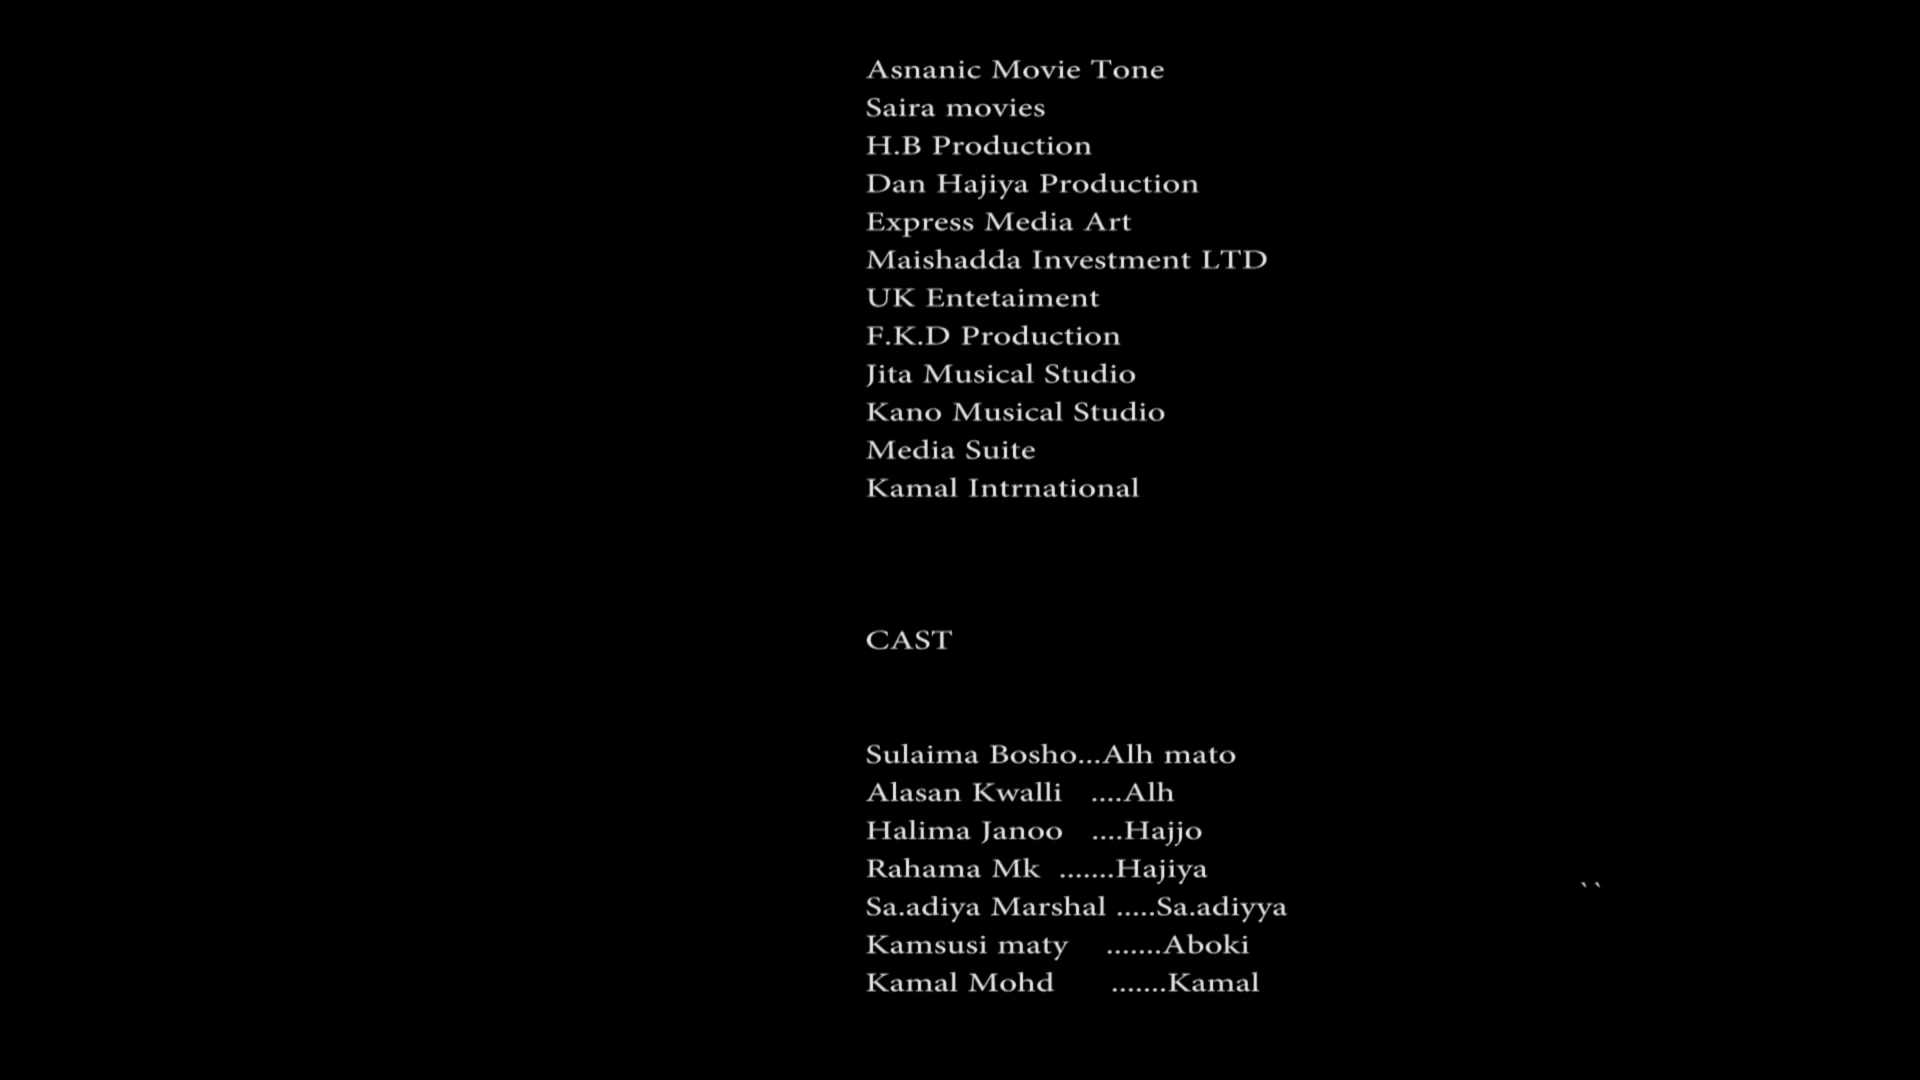 Asnanic Movie Tone
Saira movies
H.B Production
Dan Hajiya Production
Express Media Art
Maishadda Investment LTD
UK Entetaiment
F.K.D Production
Jita Musical Studio
Kano Musical Studio
Media Suite
Kamal Intrnational
CAST
Sulaima Bosho...Alh mato
Alasan Kwalli ....Alh
Halima Janoo ....Hajjo
Rahama Mk .......Hajiya
``
Sa.adiya Marshal .....Sa.adiyya
Kamsusi maty .......Aboki
Kamal Mohd .......Kamal